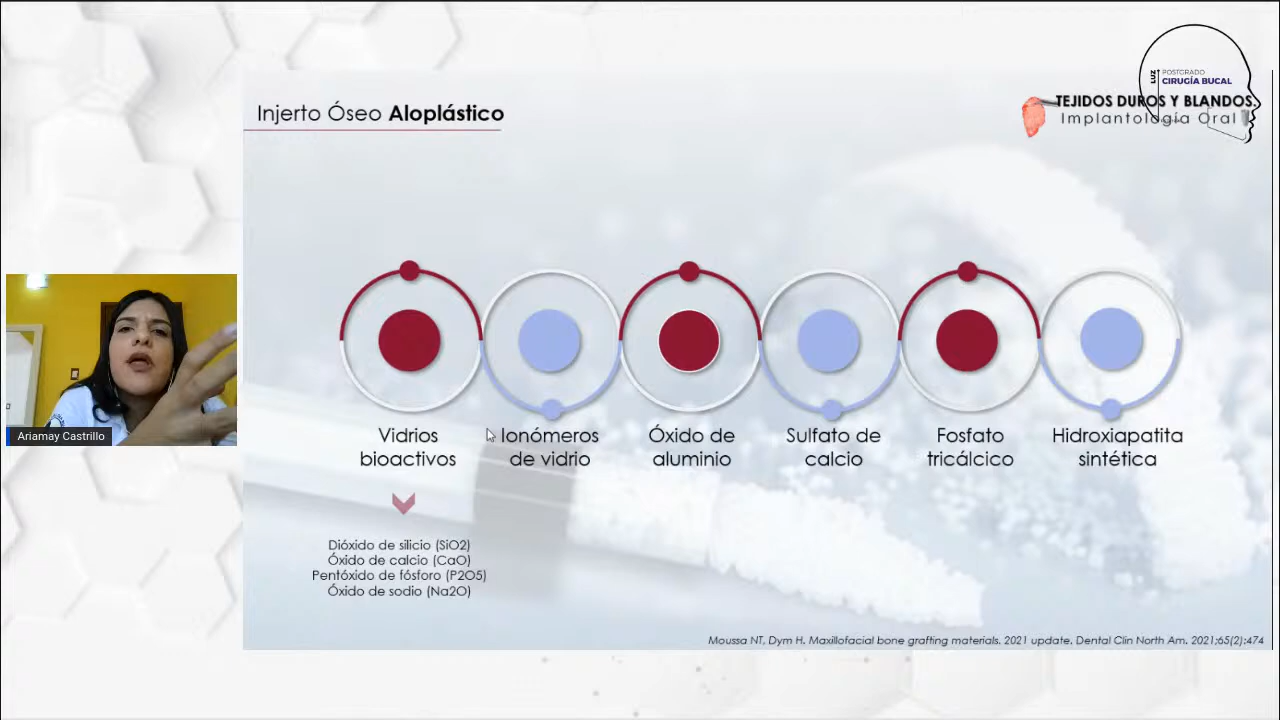 Injerto Óseo Aloplástico
LUZ
POSTGRADO
CIRUGÍA BUCAL
TEJIDOS DUROS Y BLANDOS
Implantología Oral
Ariamay Castrillo
Vidrios
bioactivos
Ionómeros
de vidrio
Óxido de
aluminio
Sulfato de
calcio
Fosfato
tricálcico
Hidroxiapatita
sintética
Dióxido de silicio (SiO2)
Óxido de calcio (CaO)
Pentóxido de fósforo (P2O5)
Óxido de sodio (Na2O)
Moussa NT, Dym H. Maxillofacial bone grafting materials. 2021 update. Dental Clin North Am. 2021;65(2):474